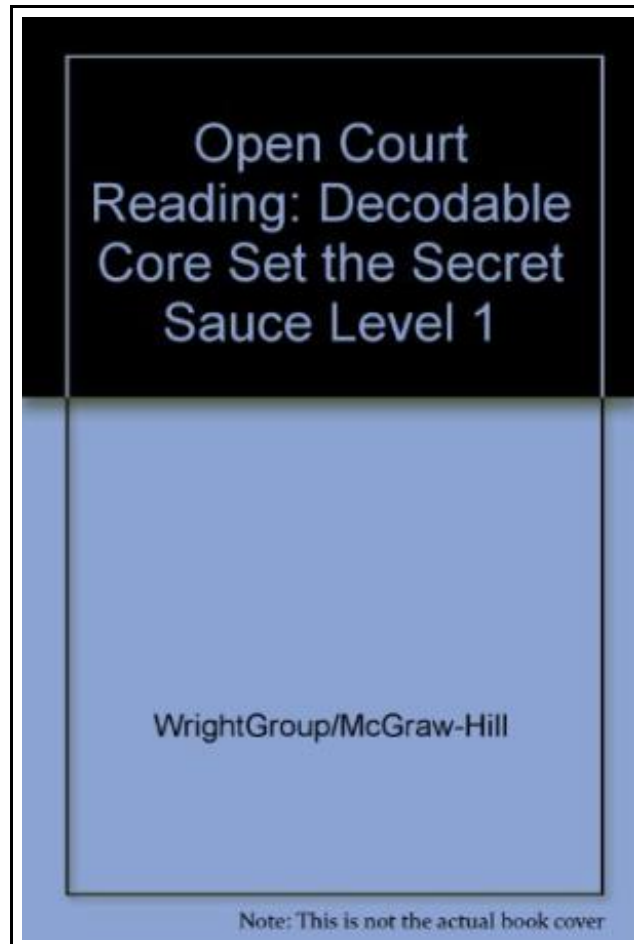 Open Court
Reading: Decodable
Core Set the Secret
Sauce Level 1
WrightGroup/McGraw-Hill
Note: This is not the actual book cover